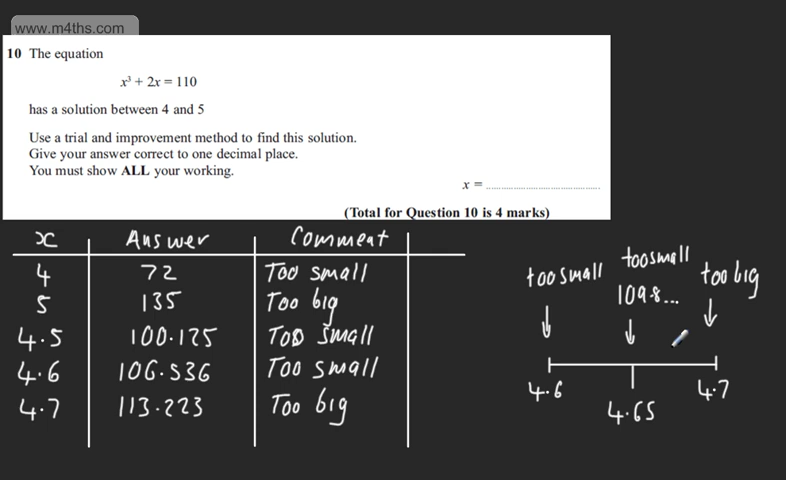 www.m4ths.com
10 The equation
x³ + 2x = 110
has a solution between 4 and 5
Use a trial and improvement method to find this solution.
Give your answer correct to one decimal place.
You must show ALL your working.
x = ............................................
(Total for Question 10 is 4 marks)
x Answer Comment
4 72 Too small
5 135 Too big
4.5 100.125 Too small
4.6 106.536 Too small
4.7 113.223 Too big
too small too small too big
109.8...
4.6 4.65 4.7